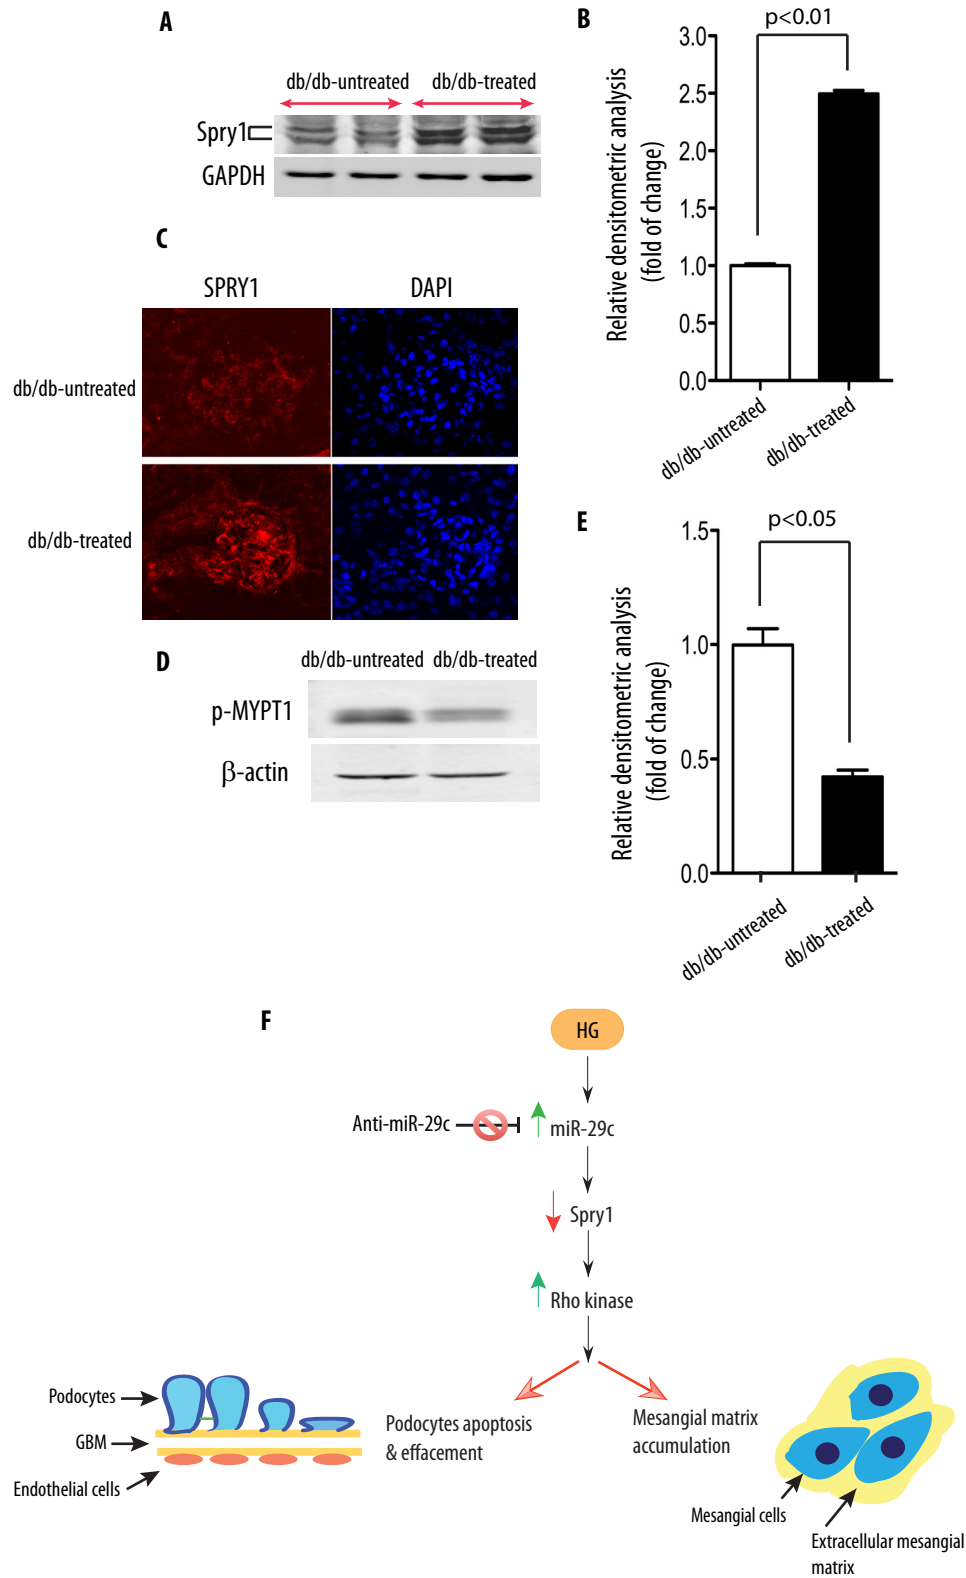 A
db/db-untreated db/db-treated
Spry1
GAPDH
B
p<0.01
Relative densitometric analysis
(fold of change)
3.0
2.5
2.0
1.5
1.0
0.5
0.0
db/db-untreated
db/db-treated
C
SPRY1 DAPI
db/db-untreated
db/db-treated
D
db/db-untreated db/db-treated
p-MYPT1
β-actin
E
p<0.05
Relative densitometric analysis
(fold of change)
1.5
1.0
0.5
0.0
db/db-untreated
db/db-treated
F
HG
Anti-miR-29c
miR-29c
Spry1
Rho kinase
Podocytes
GBM
Endothelial cells
Podocytes apoptosis
& effacement
Mesangial matrix
accumulation
Mesangial cells
Extracellular mesangial
matrix